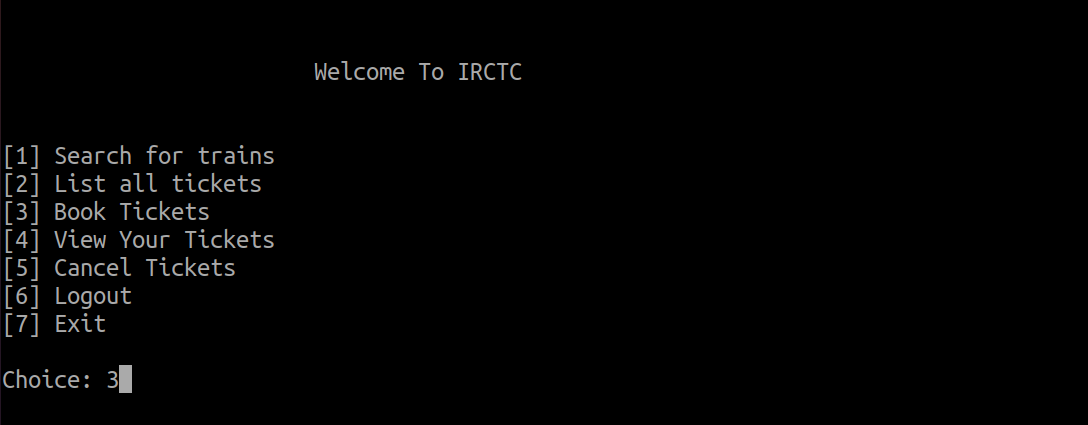 Welcome To IRCTC
[1] Search for trains
[2] List all tickets
[3] Book Tickets
[4] View Your Tickets
[5] Cancel Tickets
[6] Logout
[7] Exit
Choice: 3